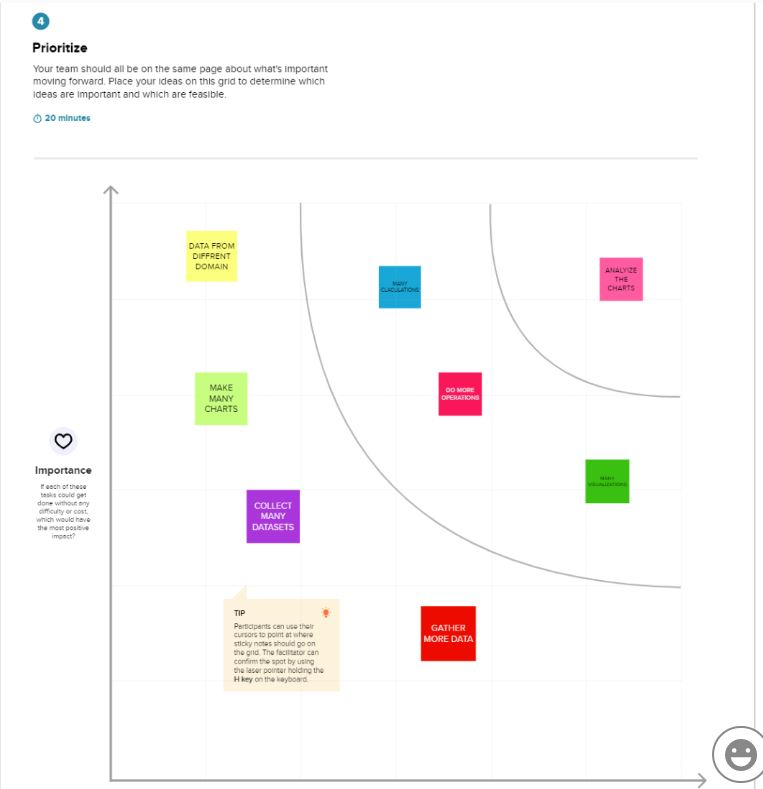 4
Prioritize
Your team should all be on the same page about what's important
moving forward. Place your ideas on this grid to determine which
ideas are important and which are feasible.
20 minutes
DATA FROM
DIFFRENT
DOMAIN
MANY
CLACULATIONS
ANALYIZE
THE
CHARTS
MAKE
MANY
CHARTS
DO MORE
OPERATIONS
Importance
If each of these
tasks could get
done without any
difficulty or cost,
which would have
the most positive
impact?
MANY
VISUALIZATIONS
COLLECT
MANY
DATASETS
TIP
Participants can use their
cursors to point at where
sticky notes should go on
the grid. The facilitator can
confirm the spot by using
the laser pointer holding the
H key on the keyboard.
GATHER
MORE DATA